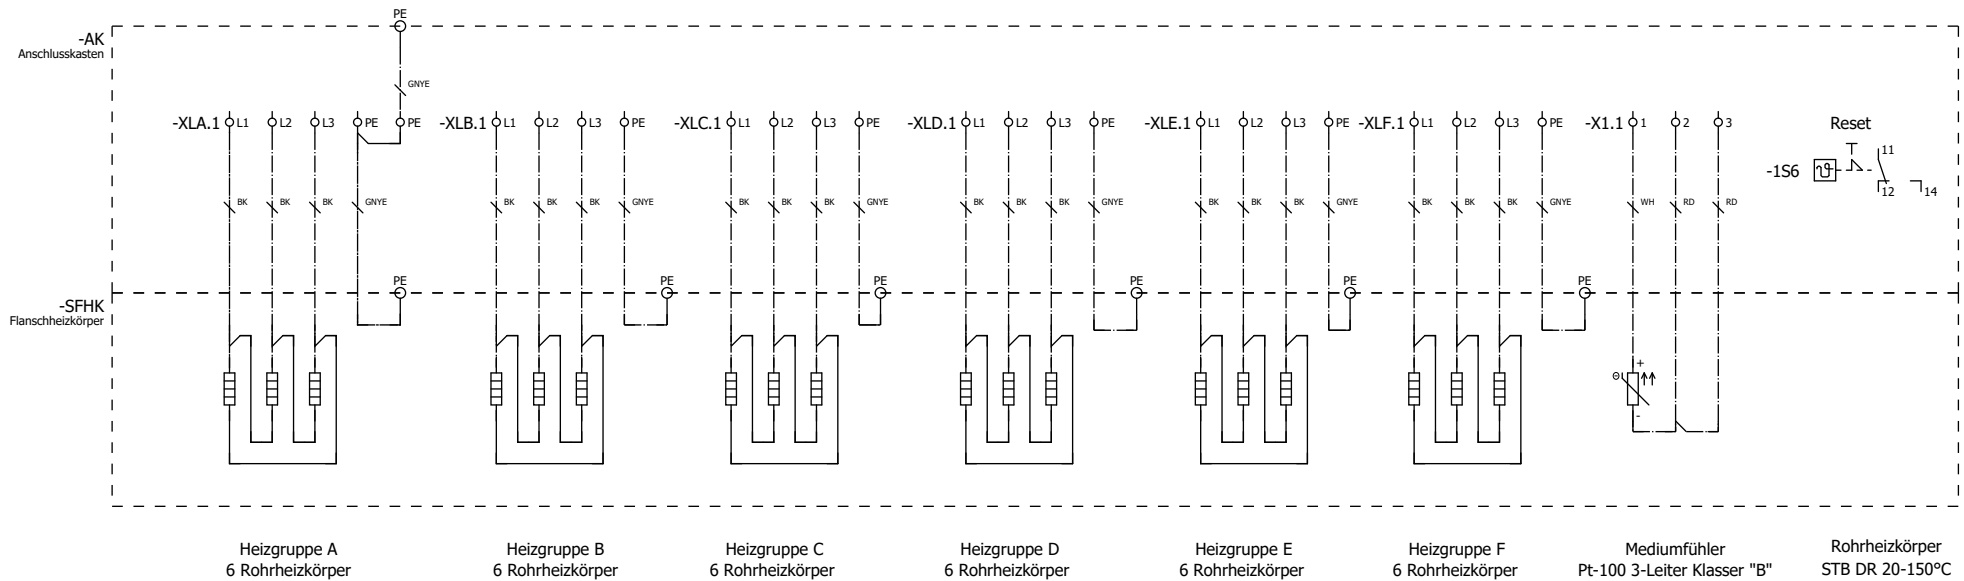 PE
-AK
Anschlusskasten
GNYE
-XLA.1 L1 L2 L3 PE PE
-XLB.1 L1 L2 L3 PE
-XLC.1 L1 L2 L3 PE
-XLD.1 L1 L2 L3 PE
-XLE.1 L1 L2 L3 PE
-XLF.1 L1 L2 L3 PE
-X1.1 1 2 3
Reset
11
-1S6
12 14
BK BK BK GNYE
BK BK BK GNYE
BK BK BK GNYE
BK BK BK GNYE
BK BK BK GNYE
BK BK BK GNYE
WH RD RD
PE PE PE PE PE PE
-SFHK
Flanschheizkörper
+
Θ
-
Heizgruppe A
6 Rohrheizkörper
Heizgruppe B
6 Rohrheizkörper
Heizgruppe C
6 Rohrheizkörper
Heizgruppe D
6 Rohrheizkörper
Heizgruppe E
6 Rohrheizkörper
Heizgruppe F
6 Rohrheizkörper
Mediumfühler
Pt-100 3-Leiter Klasser "B"
Rohrheizkörper
STB DR 20-150°C